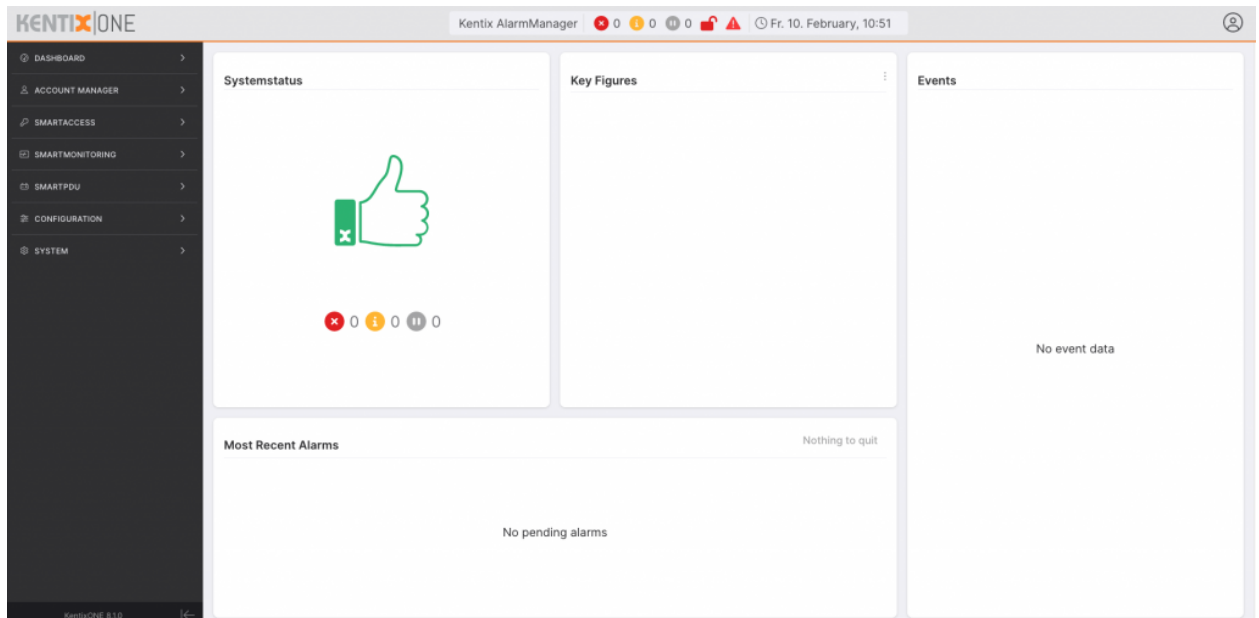 KENTIX ONE
Kentix AlarmManager 0 0 0 Fr. 10. February, 10:51
DASHBOARD
ACCOUNT MANAGER
SMARTACCESS
SMARTMONITORING
SMARTPDU
CONFIGURATION
SYSTEM
KentixONE 8.1.0
Systemstatus
0 0 0
Key Figures
Events
No event data
Most Recent Alarms
Nothing to quit
No pending alarms